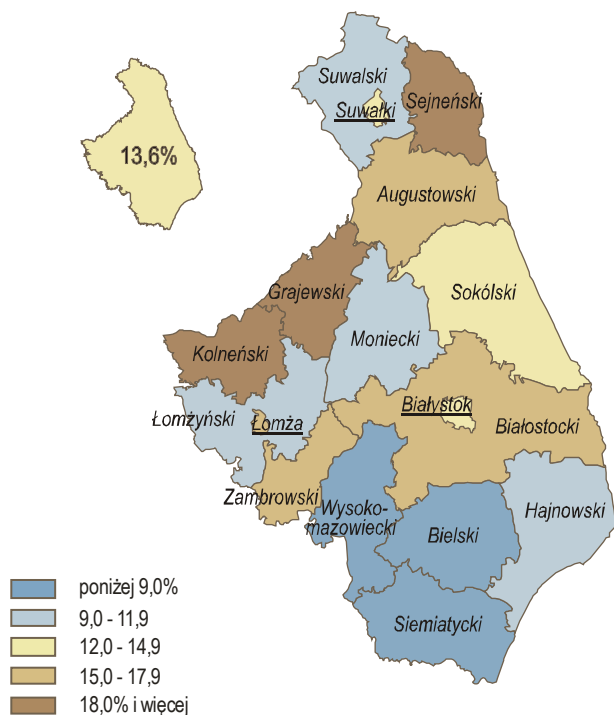 Suwalski
Suwałki
Sejneński
13,6%
Augustowski
Grajewski
Sokólski
Moniecki
Kolneński
Łomżyński
Łomża
Białystok
Białostocki
Zambrowski
Wysoko-
mazowiecki
Hajnowski
Bielski
Siemiatycki
poniżej 9,0%
9,0 - 11,9
12,0 - 14,9
15,0 - 17,9
18,0% i więcej